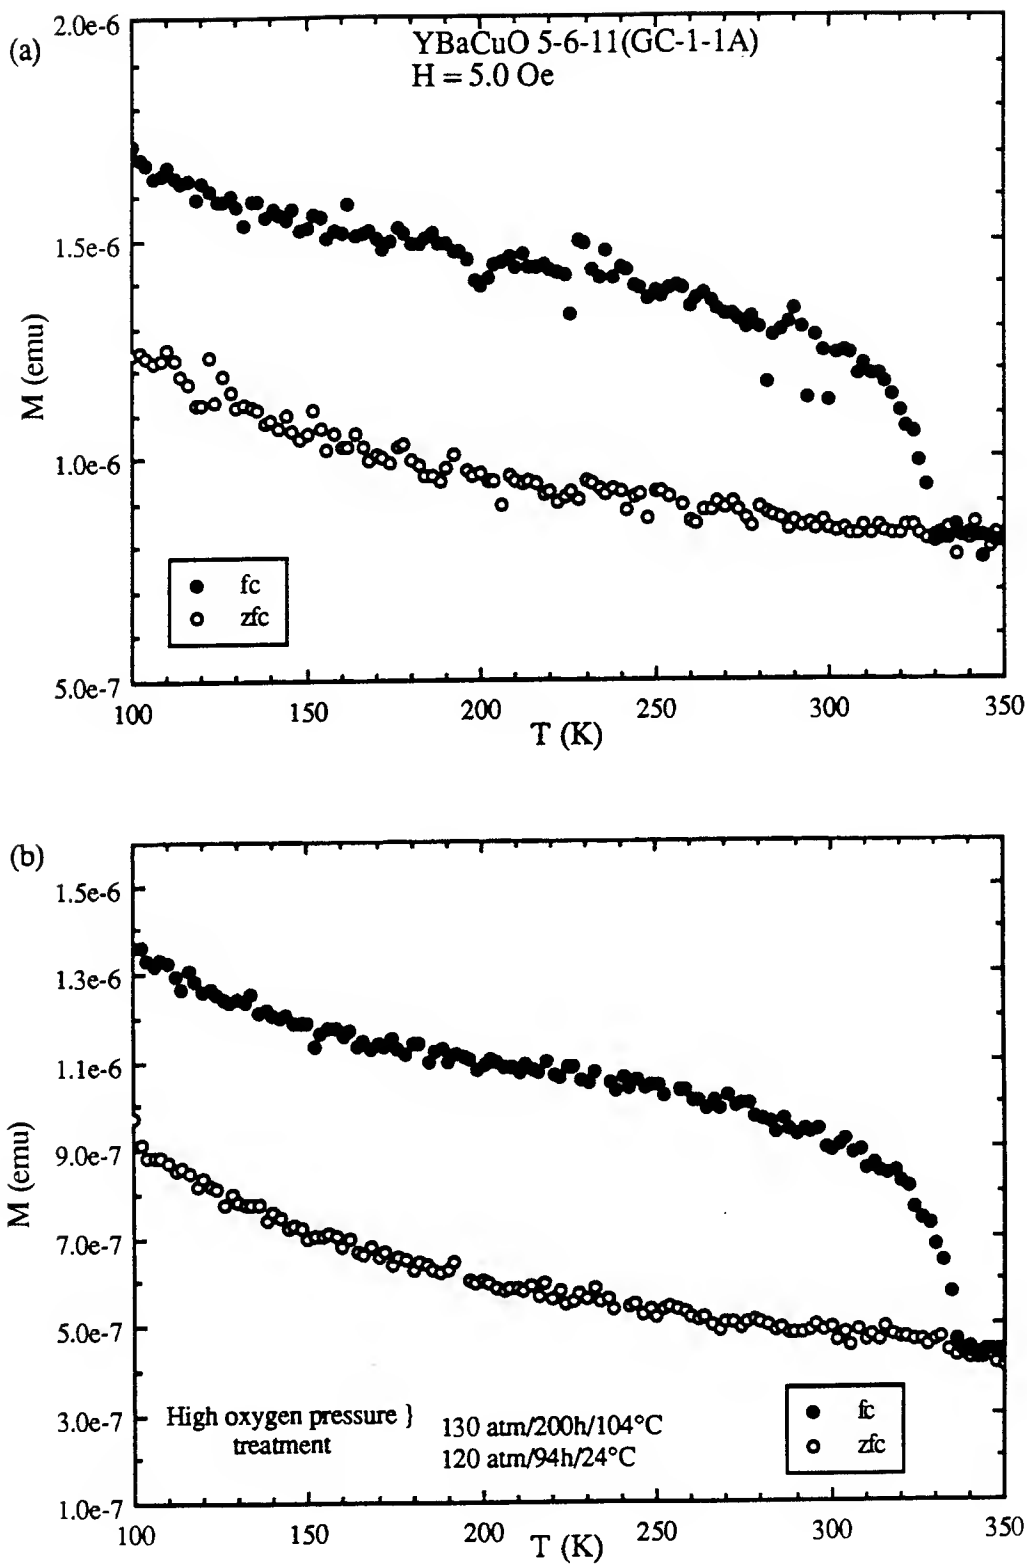 (a)
2.0e-6
YBaCuO 5-6-11(GC-1-1A)
H = 5.0 Oe
1.5e-6
M (emu)
1.0e-6
fc
zfc
5.0e-7
100 150 200 250 300 350
T (K)
(b)
1.5e-6
1.3e-6
1.1e-6
M (emu)
9.0e-7
7.0e-7
5.0e-7
3.0e-7
High oxygen pressure }
treatment
130 atm/200h/104°C
120 atm/94h/24°C
fc
zfc
1.0e-7
100 150 200 250 300 350
T (K)